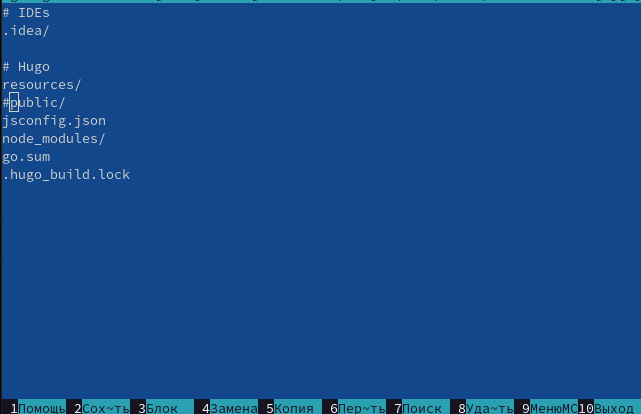 # IDEs
.idea/
# Hugo
resources/
#public/
jsconfig.json
node_modules/
go.sum
.hugo_build.lock
1Помощь 2Сох~ть 3Блок 4Замена 5Копия 6Пер~ть 7Поиск 8Уда~ть 9МенюMC 10Выход